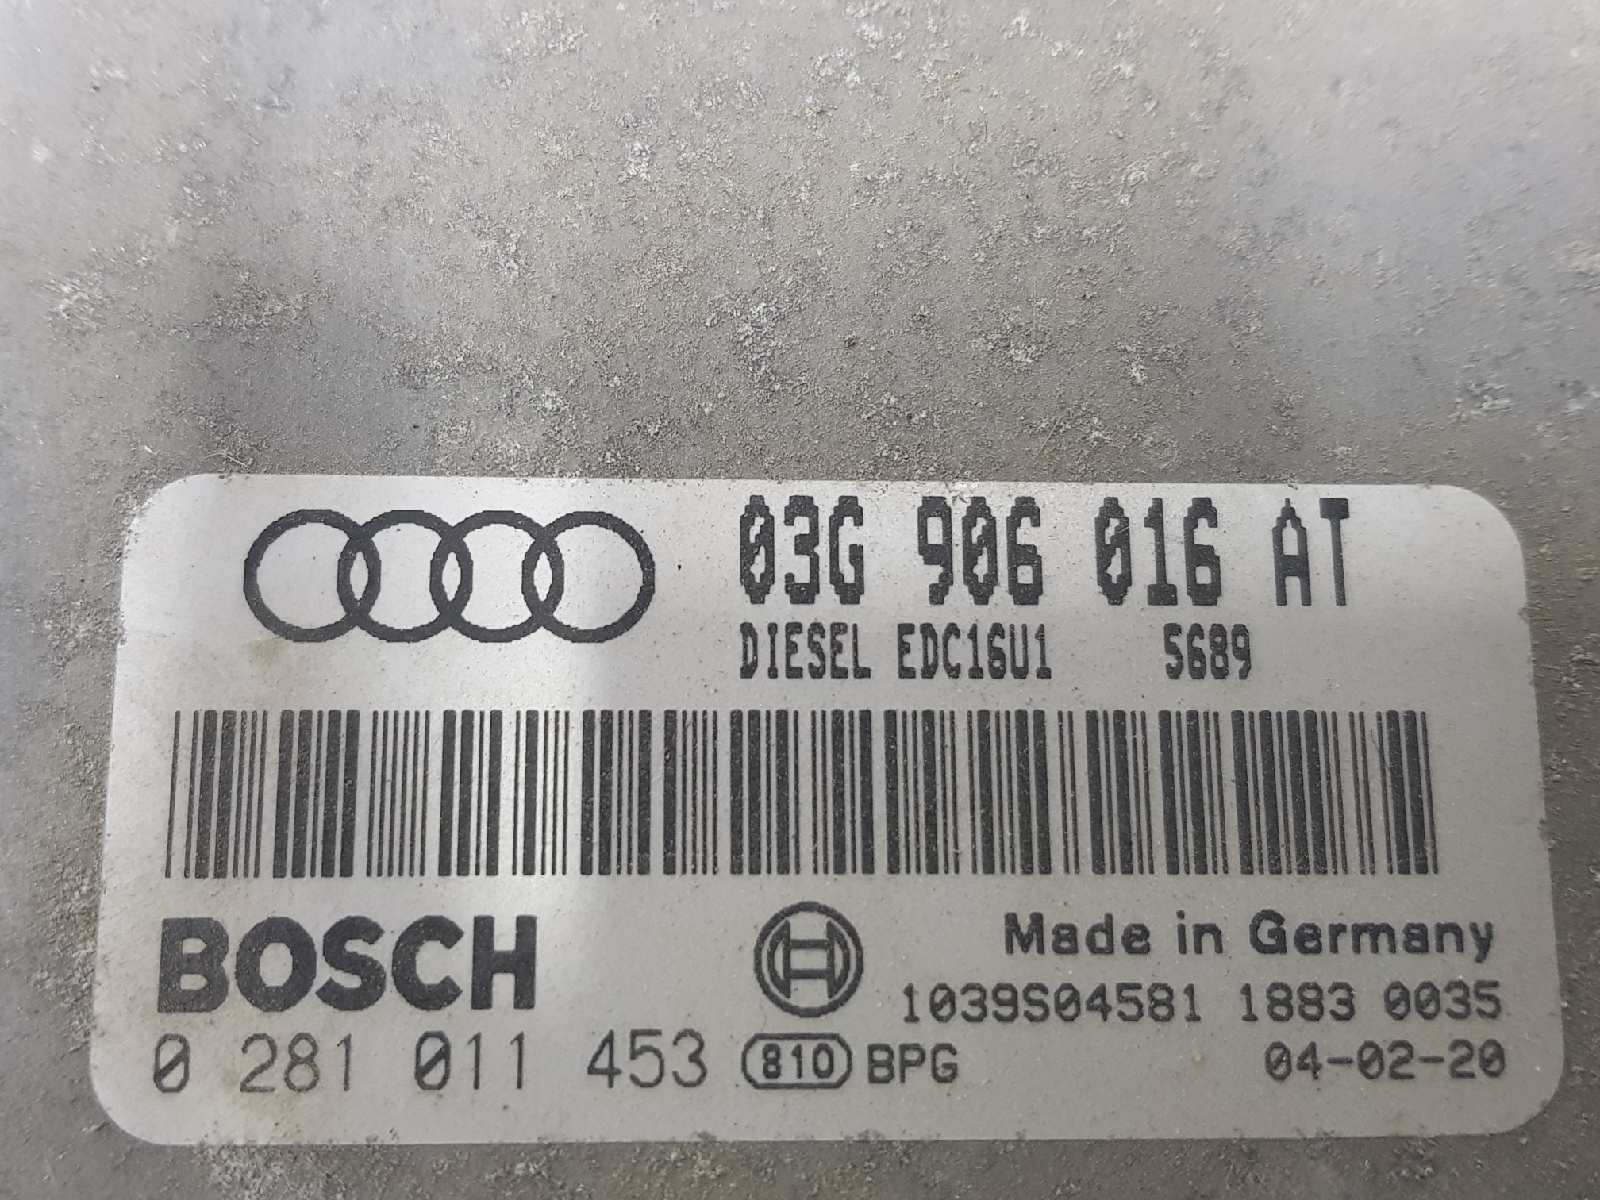 03G 906 016 AT
DIESEL EDC16U1 5689
BOSCH
Made in Germany
1039S04581 1883 0035
0 281 011 453 810 BPG 04-02-20